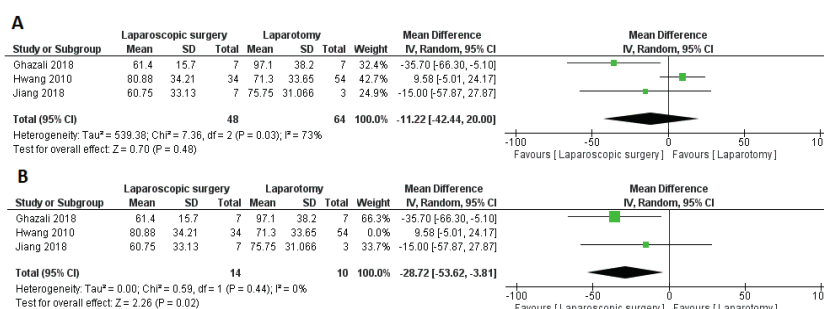 A
Laparoscopic surgery Laparotomy Mean Difference Mean Difference
Study or Subgroup Mean SD Total Mean SD Total Weight IV, Random, 95% CI IV, Random, 95% CI
Ghazali 2018 61.4 15.7 7 97.1 38.2 7 32.4% -35.70 [-66.30, -5.10]
Hwang 2010 80.88 34.21 34 71.3 33.65 54 42.7% 9.58 [-5.01, 24.17]
Jiang 2018 60.75 33.13 7 75.75 31.066 3 24.9% -15.00 [-57.87, 27.87]
Total (95% CI) 48 64 100.0% -11.22 [-42.44, 20.00]
Heterogeneity: Tau² = 539.38; Chi² = 7.36, df = 2 (P = 0.03); I² = 73%
Test for overall effect: Z = 0.70 (P = 0.48)
-100 -50 0 50 100
Favours [Laparoscopic surgery] Favours [Laparotomy]
B
Laparoscopic surgery Laparotomy Mean Difference Mean Difference
Study or Subgroup Mean SD Total Mean SD Total Weight IV, Random, 95% CI IV, Random, 95% CI
Ghazali 2018 61.4 15.7 7 97.1 38.2 7 66.3% -35.70 [-66.30, -5.10]
Hwang 2010 80.88 34.21 34 71.3 33.65 54 0.0% 9.58 [-5.01, 24.17]
Jiang 2018 60.75 33.13 7 75.75 31.066 3 33.7% -15.00 [-57.87, 27.87]
Total (95% CI) 14 10 100.0% -28.72 [-53.62, -3.81]
Heterogeneity: Tau² = 0.00; Chi² = 0.59, df = 1 (P = 0.44); I² = 0%
Test for overall effect: Z = 2.26 (P = 0.02)
-100 -50 0 50 100
Favours [Laparoscopic surgery] Favours [Laparotomy]